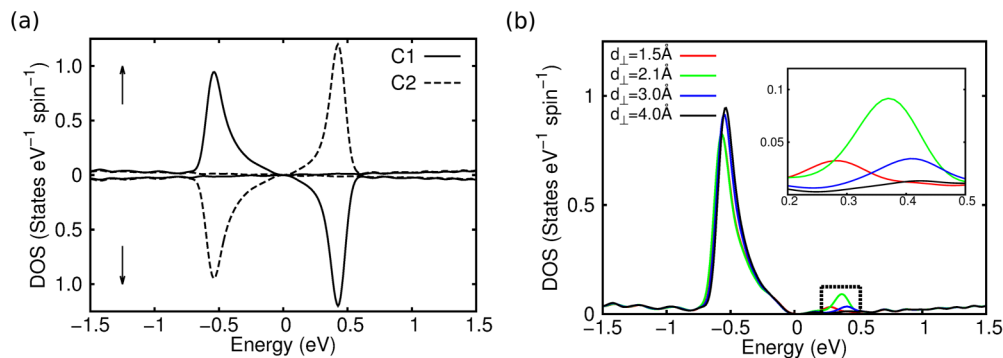 (a)
DOS (States eV⁻¹ spin⁻¹)
1.0
0.5
0
0.5
1.0
C1
C2
−1.5 −1 −0.5 0 0.5 1 1.5
Energy (eV)
(b)
DOS (States eV⁻¹ spin⁻¹)
1
0.5
0
d⊥=1.5Å
d⊥=2.1Å
d⊥=3.0Å
d⊥=4.0Å
0.1
0.05
0.2 0.3 0.4 0.5
−1.5 −1 −0.5 0 0.5 1 1.5
Energy (eV)